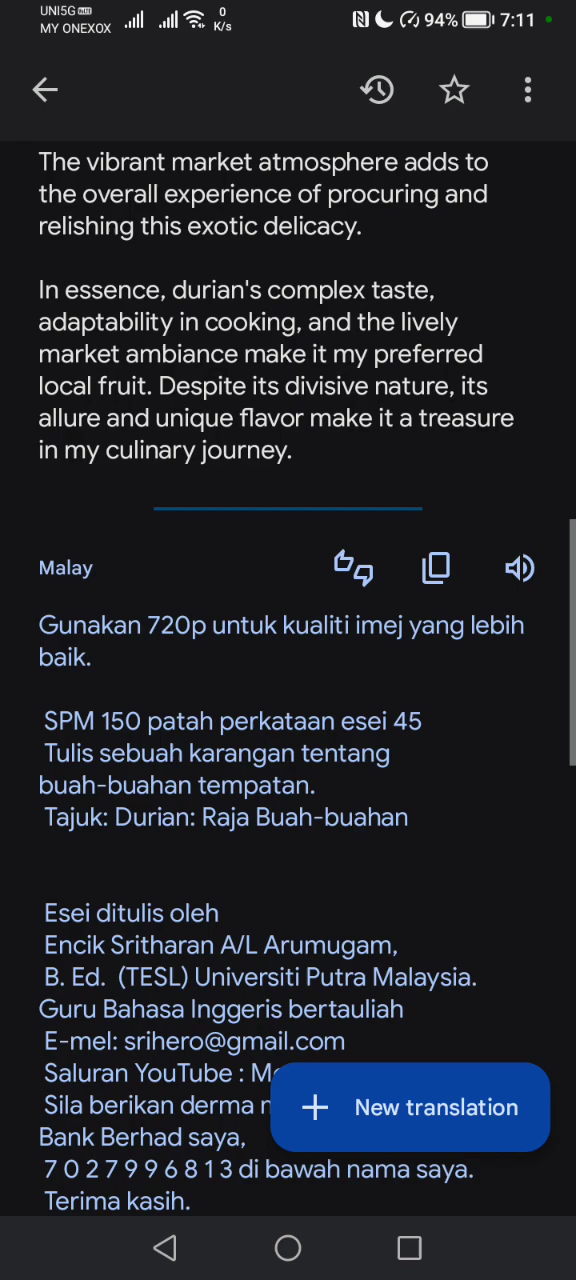 UNI5G HD
MY ONEXOX
0
K/s
94%
7:11
The vibrant market atmosphere adds to
the overall experience of procuring and
relishing this exotic delicacy.
In essence, durian's complex taste,
adaptability in cooking, and the lively
market ambiance make it my preferred
local fruit. Despite its divisive nature, its
allure and unique flavor make it a treasure
in my culinary journey.
Malay
Gunakan 720p untuk kualiti imej yang lebih
baik.
SPM 150 patah perkataan esei 45
Tulis sebuah karangan tentang
buah-buahan tempatan.
Tajuk: Durian: Raja Buah-buahan
Esei ditulis oleh
Encik Sritharan A/L Arumugam,
B. Ed. (TESL) Universiti Putra Malaysia.
Guru Bahasa Inggeris bertauliah
E-mel: srihero@gmail.com
Saluran YouTube :
Sila berikan derma
Bank Berhad saya,
7 0 2 7 9 9 6 8 1 3 di bawah nama saya.
Terima kasih.
New translation